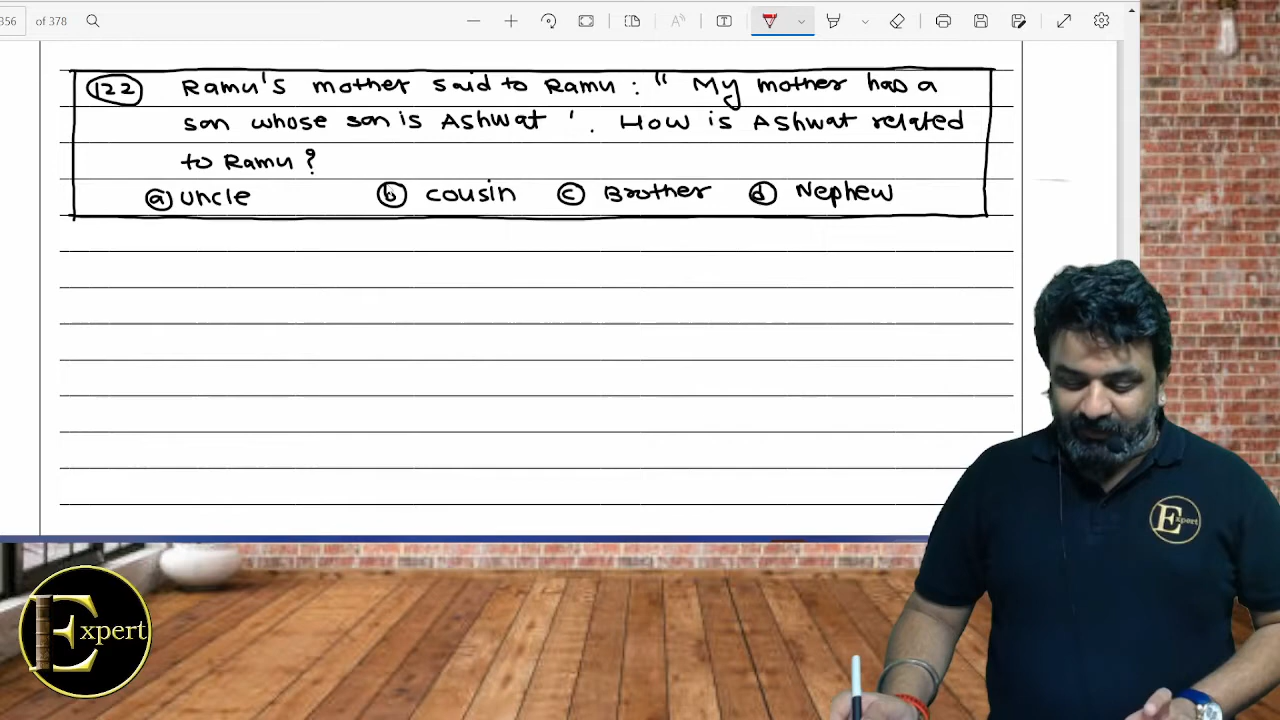 356 of 378
122 Ramu's mother said to Ramu : " My mother has a
son whose son is Ashwat '. How is Ashwat related
to Ramu ?
a uncle b cousin c Brother d Nephew
Expert
Expert